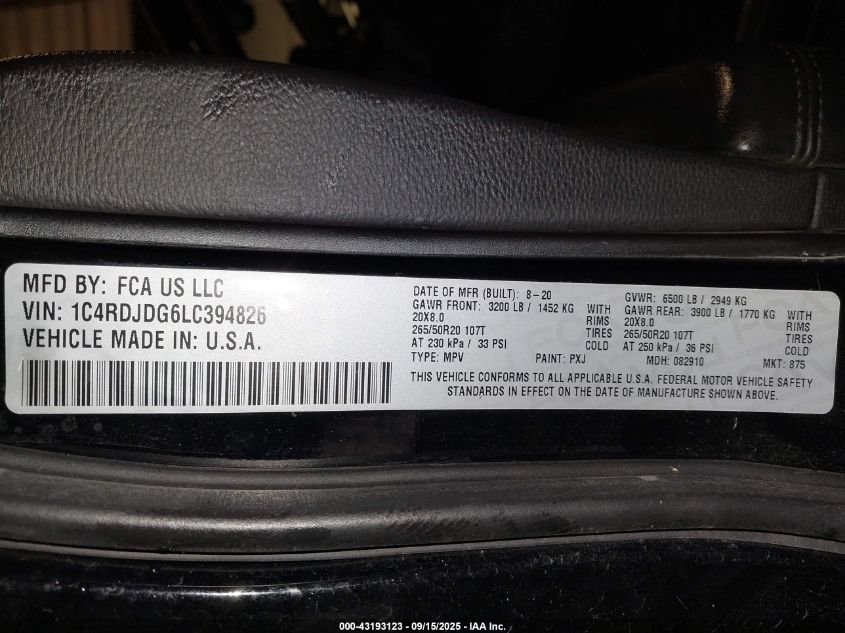 MFD BY: FCA US LLC
VIN: 1C4RDJDG6LC394826
VEHICLE MADE IN: U.S.A.
DATE OF MFR (BUILT): 8-20 GVWR: 6500 LB / 2949 KG
GAWR FRONT: 3200 LB / 1452 KG WITH GAWR REAR: 3900 LB / 1770 KG WITH
20X8.0 RIMS 20X8.0 RIMS
265/50R20 107T TIRES 265/50R20 107T TIRES
AT 230 kPa / 33 PSI COLD AT 250 kPa / 36 PSI COLD
TYPE: MPV PAINT: PXJ MDH: 082910 MKT: 875
THIS VEHICLE CONFORMS TO ALL APPLICABLE U.S.A. FEDERAL MOTOR VEHICLE SAFETY
STANDARDS IN EFFECT ON THE DATE OF MANUFACTURE SHOWN ABOVE.
000-43193123 - 09/15/2025 - IAA Inc.